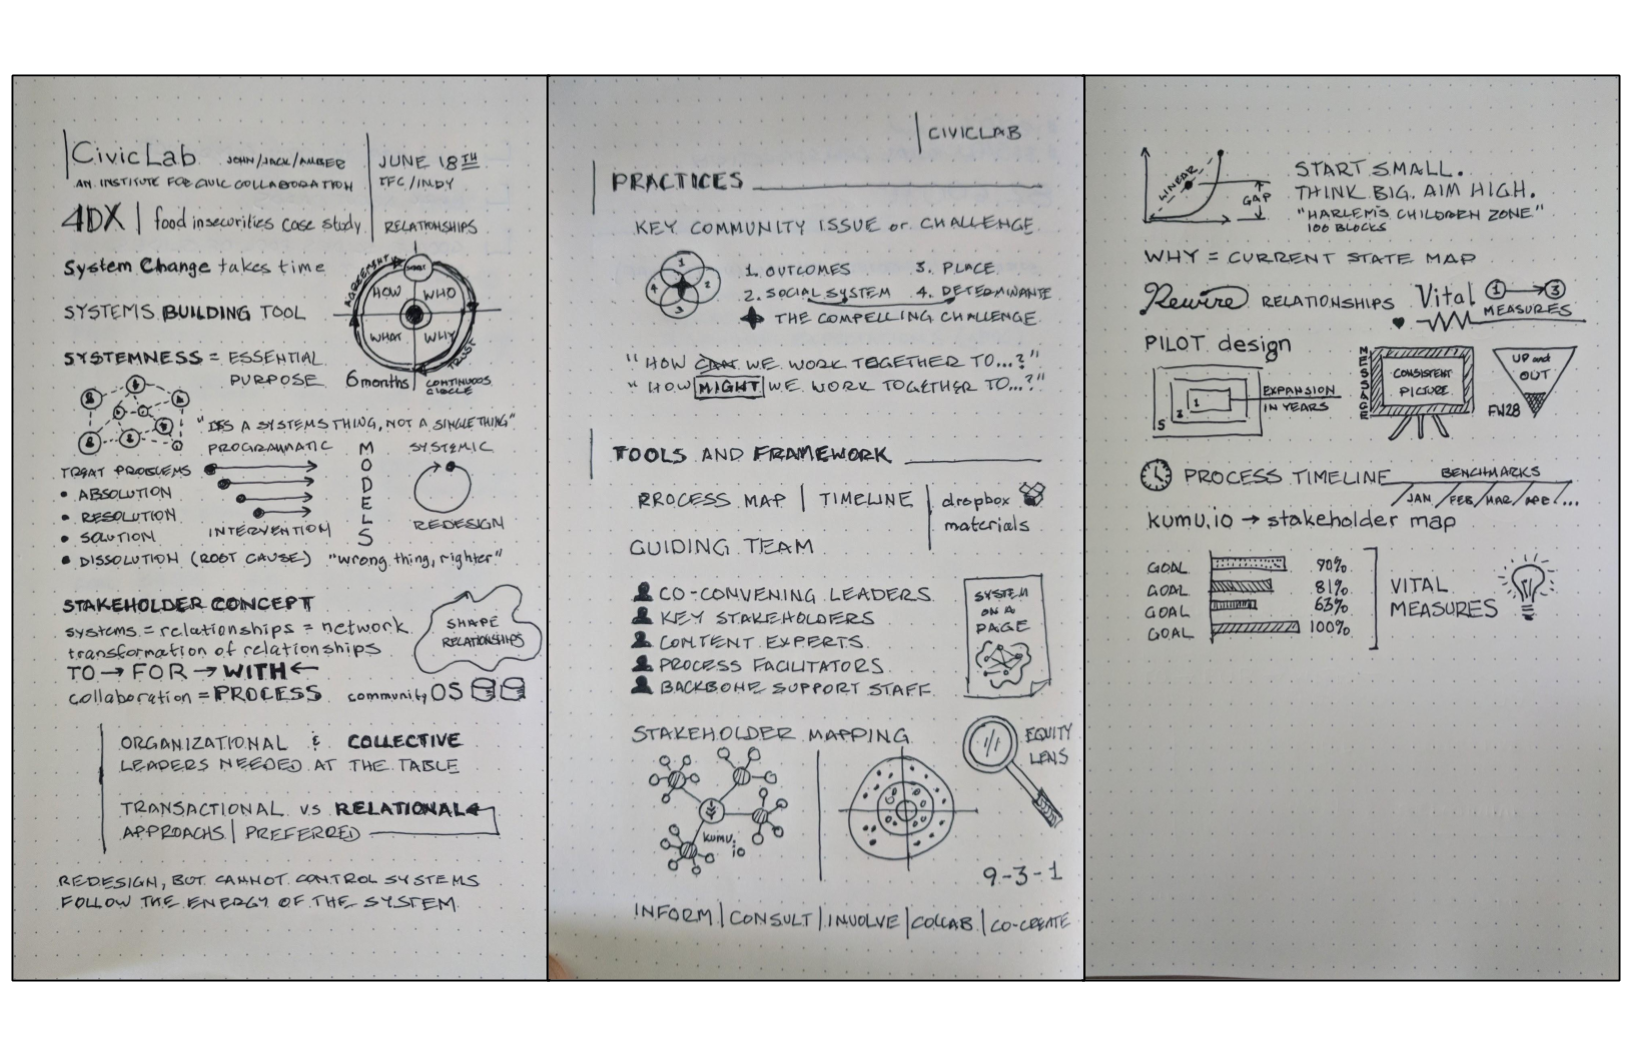 CivicLab JOHN/JACK/AMBER
AN INSTITUTE FOR CIVIC COLLABORATION
JUNE 18TH
IFC/INDY
4DX | food insecurities case study
RELATIONSHIPS
System Change takes time
SYSTEMS BUILDING TOOL
AGREEMENT
HOW
WHO
WHAT
WHY
TRUST
SYSTEMNESS = ESSENTIAL
PURPOSE
6 months
CONTINUOUS
CIRCLE
"IT'S A SYSTEMS THING, NOT A SINGLE THING"
PROGRAMMATIC
MODELS
SYSTEMIC
TREAT PROBLEMS
• ABSOLUTION
• RESOLUTION
• SOLUTION
• DISSOLUTION (ROOT CAUSE)
INTERVENTION
REDESIGN
"wrong thing, righter"
STAKEHOLDER CONCEPT
systems = relationships = network
transformation of relationships
TO → FOR → WITH ←
collaboration = PROCESS
SHAPE
RELATIONSHIPS
community OS
ORGANIZATIONAL & COLLECTIVE
LEADERS NEEDED AT THE TABLE
TRANSACTIONAL VS RELATIONAL
APPROACHS | PREFERRED
REDESIGN, BUT CANNOT CONTROL SYSTEMS
FOLLOW THE ENERGY OF THE SYSTEM
CIVICLAB
PRACTICES
KEY COMMUNITY ISSUE or CHALLENGE
1
2
3
4
1. OUTCOMES
2. SOCIAL SYSTEM
3. PLACE
4. DETERMINANTE
THE COMPELLING CHALLENGE
"HOW CAN WE WORK TOGETHER TO...?"
"HOW MIGHT WE WORK TOGETHER TO...?"
TOOLS AND FRAMEWORK
PROCESS MAP | TIMELINE
dropbox
materials
GUIDING TEAM
CO-CONVENING LEADERS
KEY STAKEHOLDERS
CONTENT EXPERTS
PROCESS FACILITATORS
BACKBONE SUPPORT STAFF
SYSTEM
ON A
PAGE
STAKEHOLDER MAPPING
kumu.
io
EQUITY
LENS
9-3-1
INFORM | CONSULT | INVOLVE | COLLAB | CO-CREATE
LINEAR
GAP
START SMALL.
THINK BIG. AIM HIGH.
"HARLEM'S CHILDREN ZONE"
100 BLOCKS
WHY = CURRENT STATE MAP
Rewire RELATIONSHIPS
Vital 1 → 3
MEASURES
PILOT design
1
2
5
EXPANSION
IN YEARS
MESSAGE
CONSISTENT
PICTURE
UP and
OUT
FW28
PROCESS TIMELINE
BENCHMARKS
JAN / FEB / MAR / APR / ...
kumu.io → stakeholder map
GOAL 90%
GOAL 81%
GOAL 63%
GOAL 100%
VITAL
MEASURES